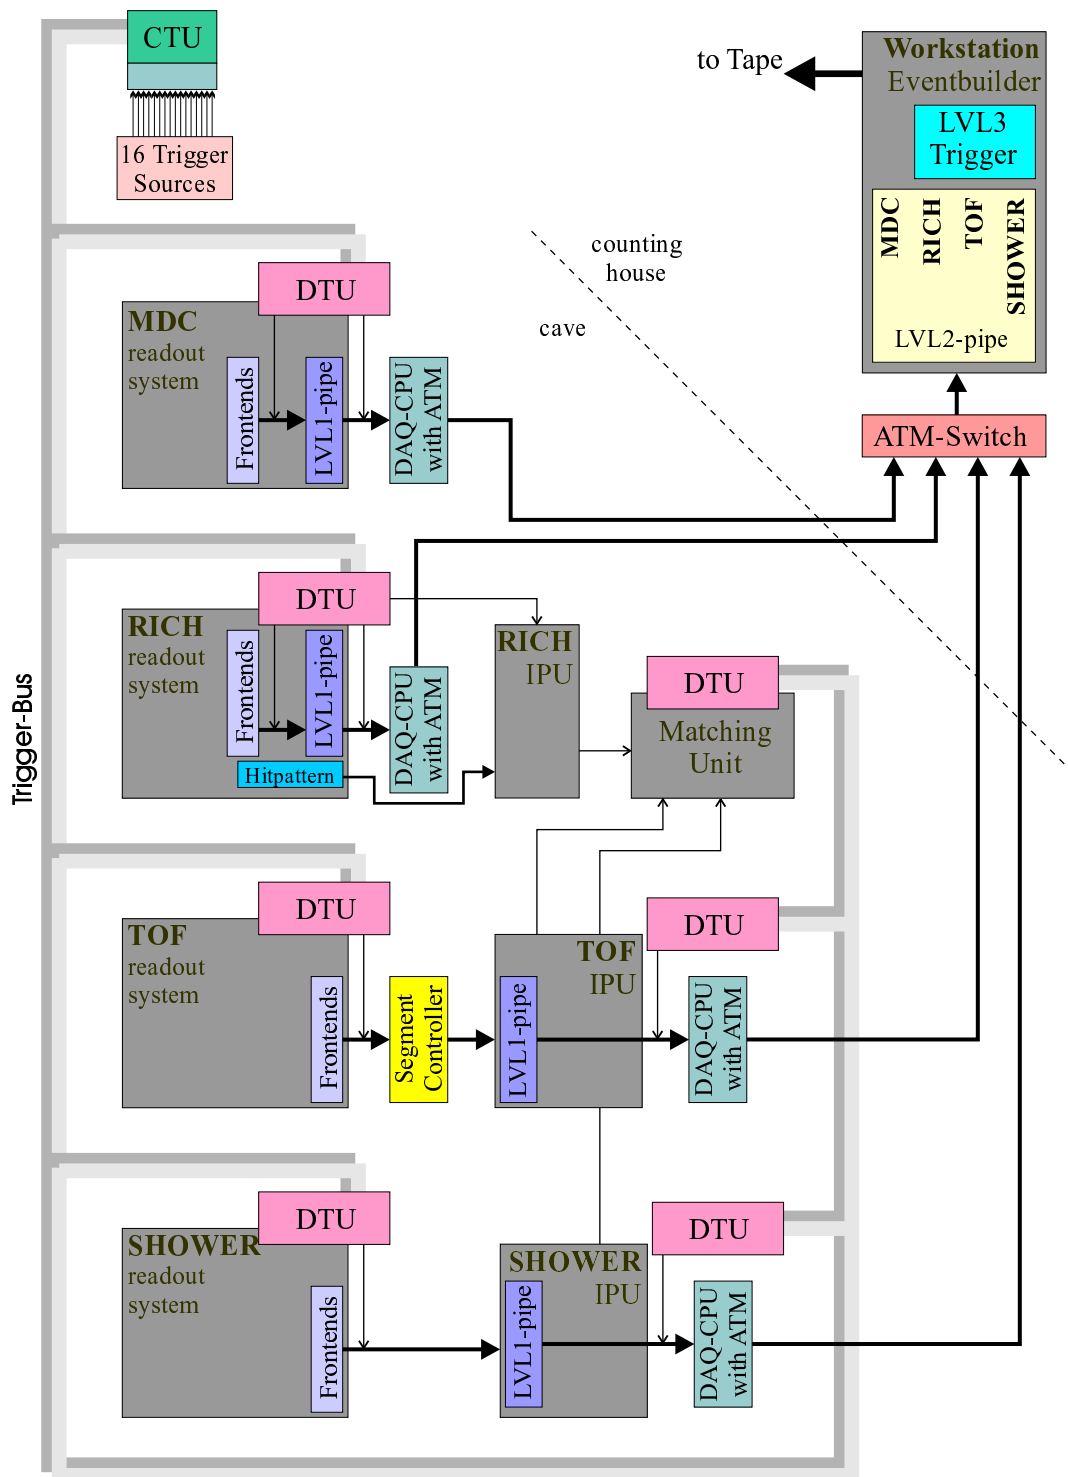 CTU
16 Trigger
Sources
to Tape
Workstation
Eventbuilder
LVL3
Trigger
MDC
RICH
TOF
SHOWER
LVL2-pipe
counting
house
cave
ATM-Switch
DTU
MDC
readout
system
Frontends
LVL1-pipe
DAQ-CPU
with ATM
Trigger-Bus
DTU
RICH
readout
system
Frontends
LVL1-pipe
Hitpattern
DAQ-CPU
with ATM
RICH
IPU
DTU
Matching
Unit
DTU
TOF
readout
system
Frontends
Segment
Controller
TOF
IPU
LVL1-pipe
DTU
DAQ-CPU
with ATM
DTU
SHOWER
readout
system
Frontends
SHOWER
IPU
LVL1-pipe
DTU
DAQ-CPU
with ATM